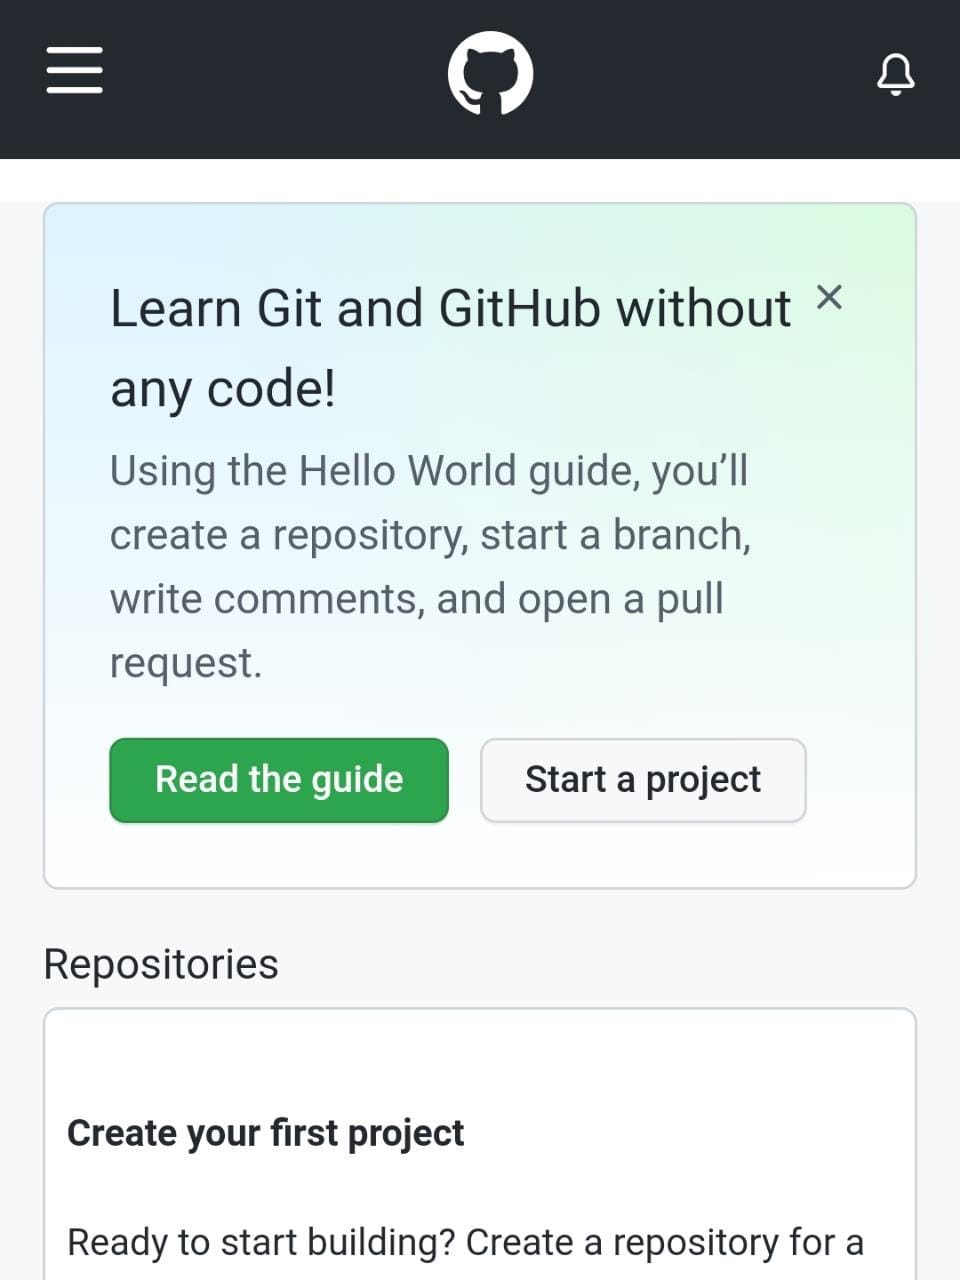 Learn Git and GitHub without
any code!
Using the Hello World guide, you’ll
create a repository, start a branch,
write comments, and open a pull
request.
Read the guide
Start a project
Repositories
Create your first project
Ready to start building? Create a repository for a